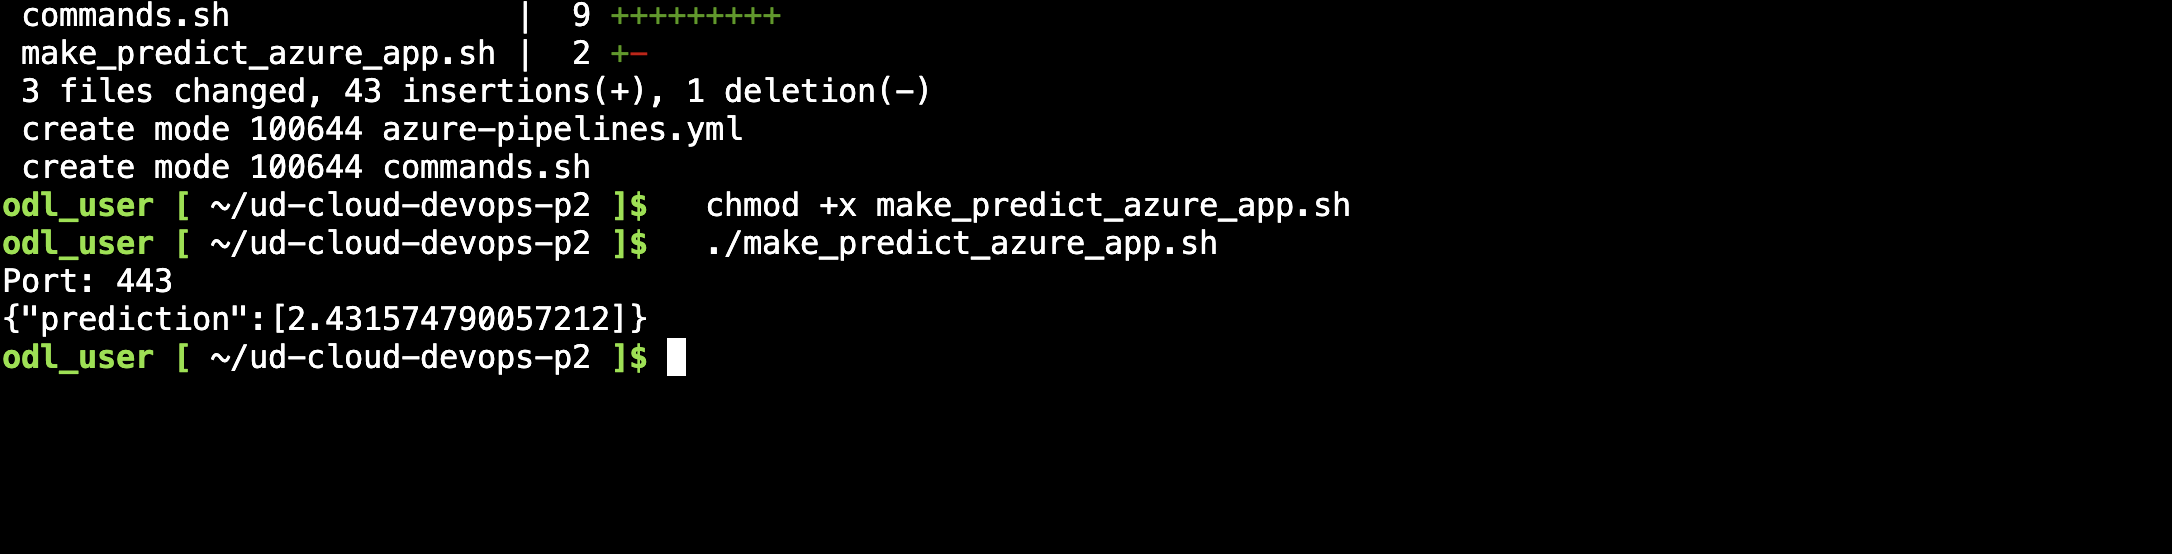 commands.sh | 9 +++++++++
make_predict_azure_app.sh | 2 +-
3 files changed, 43 insertions(+), 1 deletion(-)
create mode 100644 azure-pipelines.yml
create mode 100644 commands.sh
odl_user [ ~/ud-cloud-devops-p2 ]$ chmod +x make_predict_azure_app.sh
odl_user [ ~/ud-cloud-devops-p2 ]$ ./make_predict_azure_app.sh
Port: 443
{"prediction":[2.431574790057212]}
odl_user [ ~/ud-cloud-devops-p2 ]$